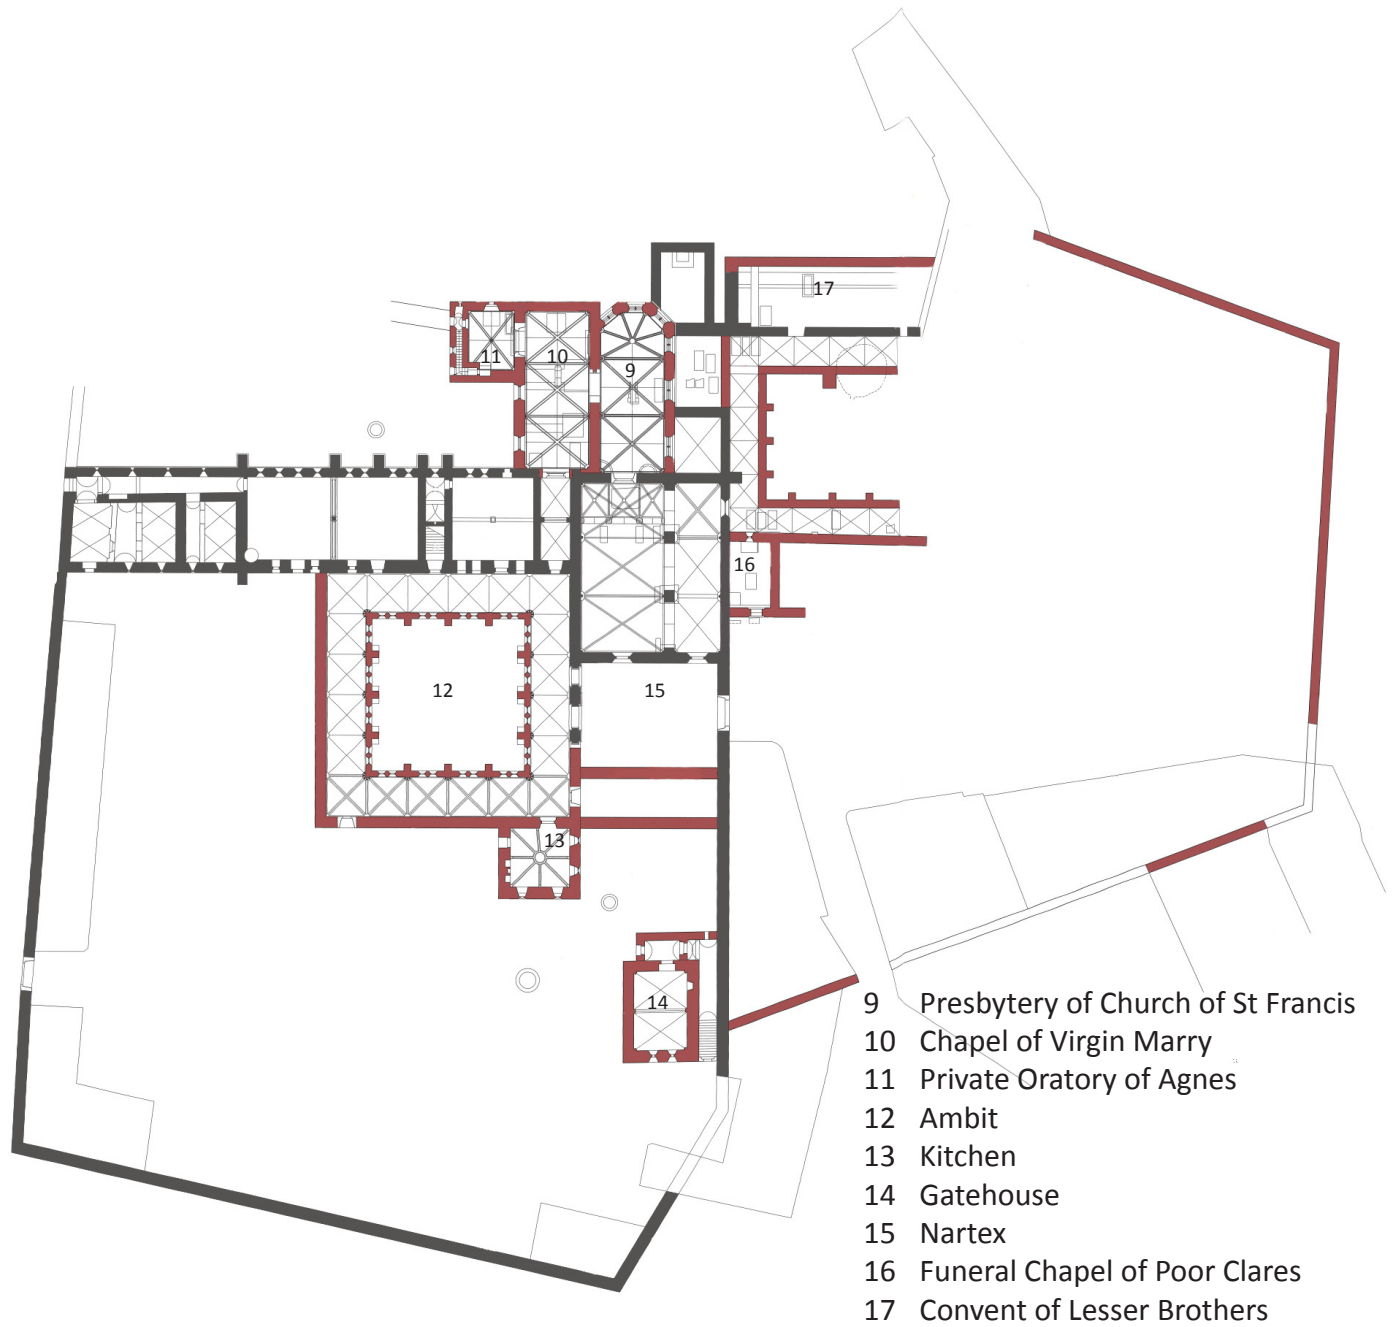 17
11
10
9
16
12
15
13
14
9 Presbytery of Church of St Francis
10 Chapel of Virgin Marry
11 Private Oratory of Agnes
12 Ambit
13 Kitchen
14 Gatehouse
15 Nartex
16 Funeral Chapel of Poor Clares
17 Convent of Lesser Brothers